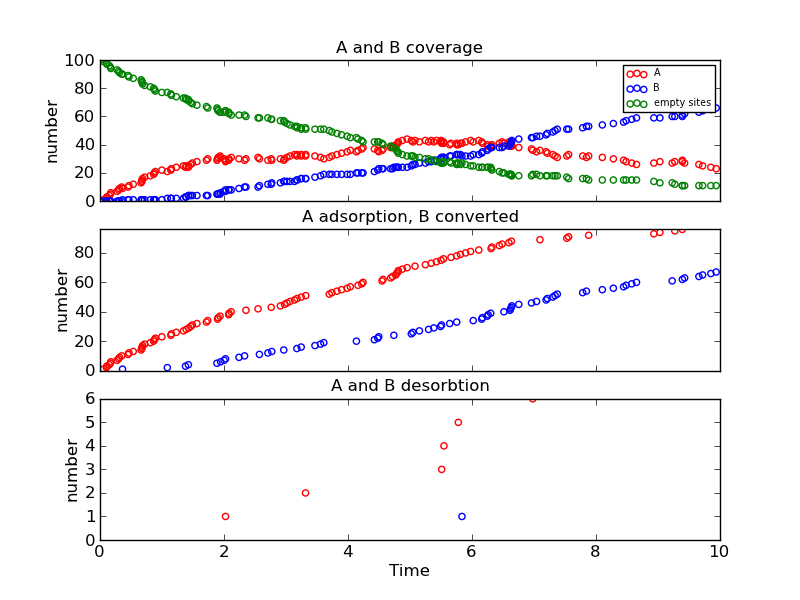 A and B coverage
100
80
60
40
20
0
number
A
B
empty sites
A adsorption, B converted
80
60
40
20
0
number
A and B desorbtion
6
5
4
3
2
1
0
number
0 2 4 6 8 10
Time